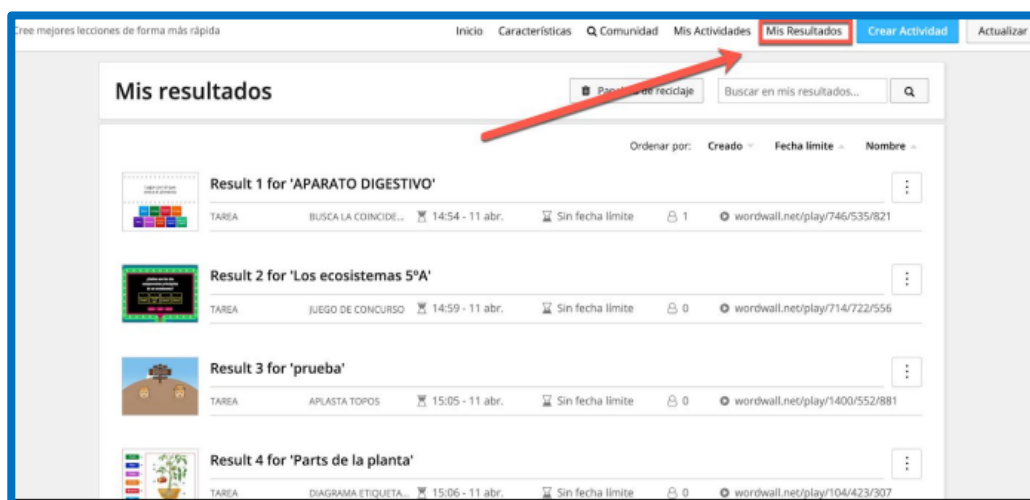 Cree mejores lecciones de forma más rápida Inicio Características Comunidad Mis Actividades Mis Resultados Crear Actividad Actualizar
Mis resultados de reciclaje Buscar en mis resultados...
Ordenar por: Creado Fecha límite Nombre
Result 1 for 'APARATO DIGESTIVO'
TAREA BUSCA LA COINCIDE... 14:54 - 11 abr. Sin fecha límite 1 wordwall.net/play/746/535/821
Result 2 for 'Los ecosistemas 5ºA'
TAREA JUEGO DE CONCURSO 14:59 - 11 abr. Sin fecha límite 0 wordwall.net/play/714/722/556
Result 3 for 'prueba'
TAREA APLASTA TOPOS 15:05 - 11 abr. Sin fecha límite 0 wordwall.net/play/1400/552/881
Result 4 for 'Parts de la planta'
TAREA DIAGRAMA ETIQUETA... 15:06 - 11 abr. Sin fecha límite 0 wordwall.net/play/104/423/307